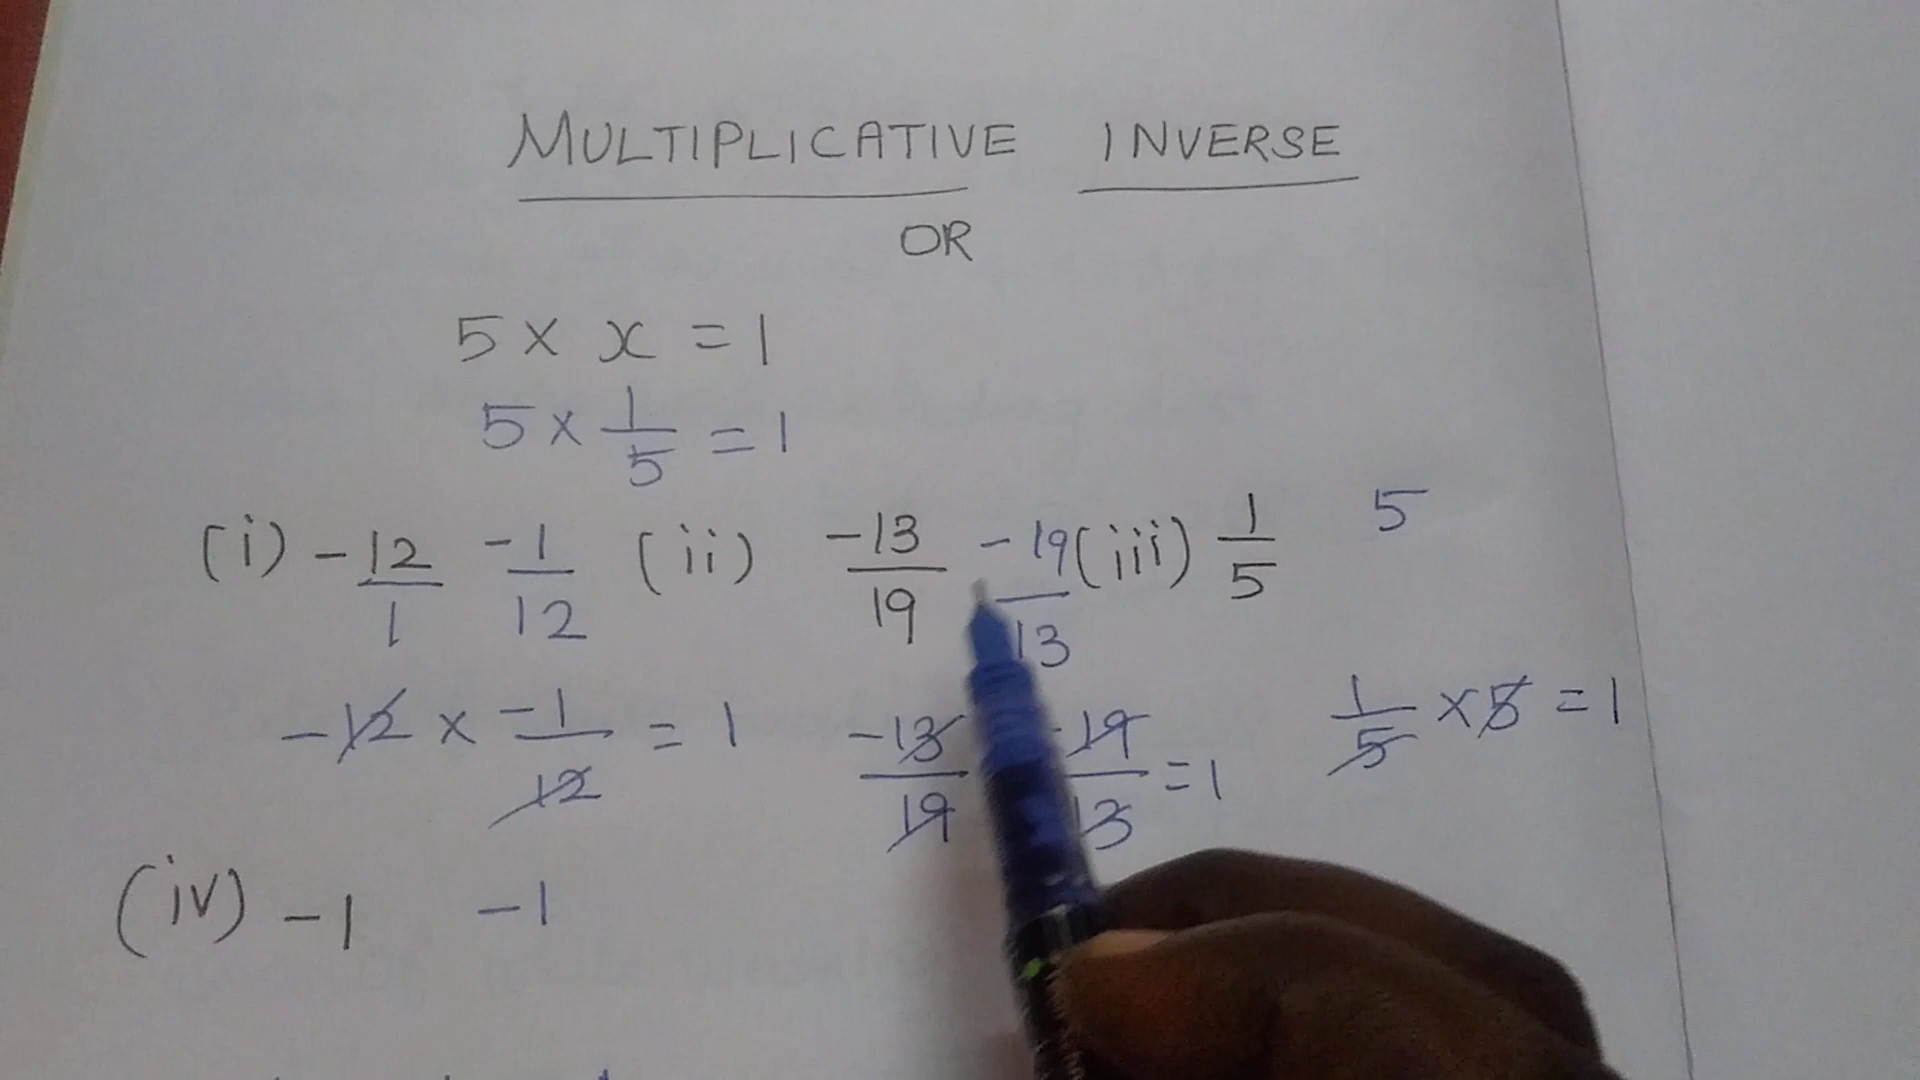 MULTIPLICATIVE INVERSE
OR
5 × x = 1
5 × 1/5 = 1
(i) -12/1 -1/12 (ii) -13/19 -19/13 (iii) 1/5 5
-12 × -1/12 = 1 -13/19 -19/13 = 1 1/5 × 5 = 1
(iv) -1 -1